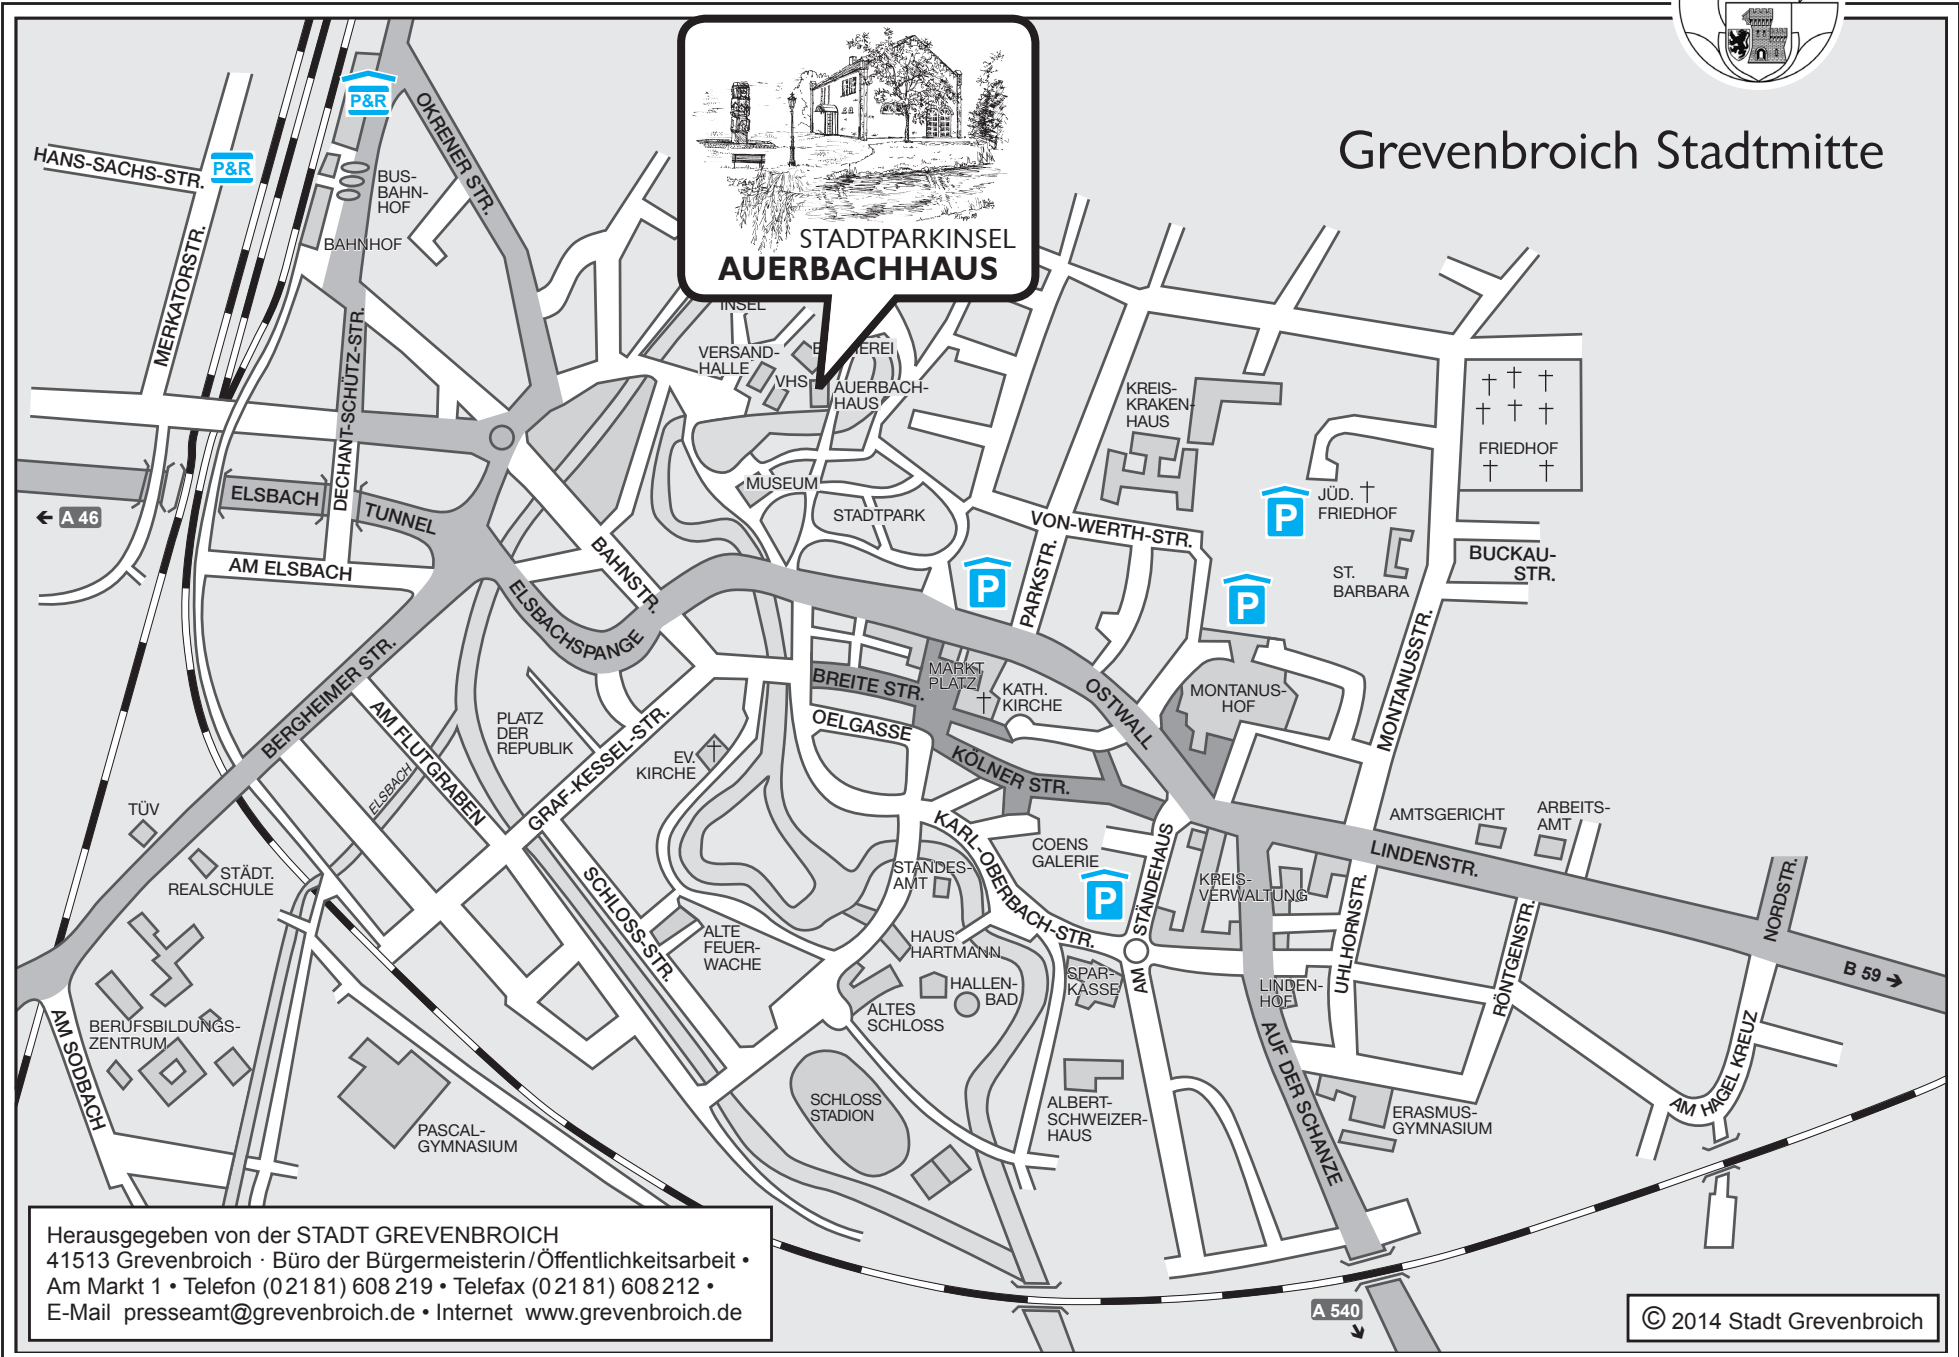 Grevenbroich Stadtmitte
STADTPARKINSEL
AUERBACHHAUS
P&R
P&R
HANS-SACHS-STR.
OKRENER STR.
BUS-
BAHN-
HOF
BAHNHOF
MERKATORSTR.
DECHANT-SCHÜTZ-STR.
INSEL
VERSAND-
HALLE
VHS
AUERBACH-
HAUS
KREIS-
KRAKEN-
HAUS
FRIEDHOF
ELSBACH
TUNNEL
← A 46
MUSEUM
STADTPARK
VON-WERTH-STR.
P
JÜD.
FRIEDHOF
BUCKAU-
STR.
AM ELSBACH
BAHNSTR.
ELSBACHSPANGE
P
PARKSTR.
P
ST.
BARBARA
MONTANUSSTR.
BERGHEIMER STR.
BREITE STR.
MARKT
PLATZ
KATH.
KIRCHE
OSTWALL
MONTANUS-
HOF
AM FLUTGRABEN
PLATZ
DER
REPUBLIK
GRAF-KESSEL-STR.
EV.
KIRCHE
OELGASSE
KÖLNER STR.
ELSBACH
TÜV
STÄDT.
REALSCHULE
SCHLOSS-STR.
STANDES-
AMT
KARL-OBERBACH-STR.
COENS
GALERIE
P
AM STÄNDEHAUS
KREIS-
VERWALTUNG
AMTSGERICHT
ARBEITS-
AMT
LINDENSTR.
UHLHORNSTR.
RÖNTGENSTR.
NORDSTR.
B 59 →
ALTE
FEUER-
WACHE
HAUS
HARTMANN
HALLEN-
BAD
SPAR-
KASSE
LINDEN-
HOF
ALTES
SCHLOSS
BERUFSBILDUNGS-
ZENTRUM
AM SODBACH
AUF DER SCHANZE
AM HAGEL KREUZ
SCHLOSS
STADION
ALBERT-
SCHWEIZER-
HAUS
ERASMUS-
GYMNASIUM
PASCAL-
GYMNASIUM
A 540
Herausgegeben von der STADT GREVENBROICH
41513 Grevenbroich · Büro der Bürgermeisterin/Öffentlichkeitsarbeit •
Am Markt 1 • Telefon (02181) 608219 • Telefax (02181) 608212 •
E-Mail presseamt@grevenbroich.de • Internet www.grevenbroich.de
© 2014 Stadt Grevenbroich